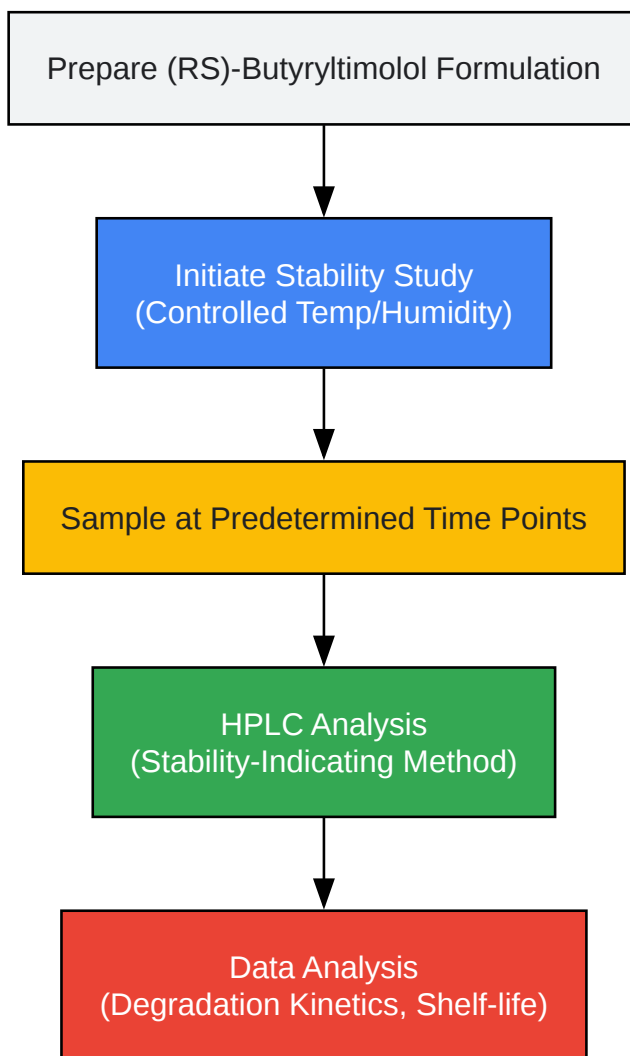 Prepare (RS)-Butyryltimolol Formulation
Initiate Stability Study
(Controlled Temp/Humidity)
Sample at Predetermined Time Points
HPLC Analysis
(Stability-Indicating Method)
Data Analysis
(Degradation Kinetics, Shelf-life)